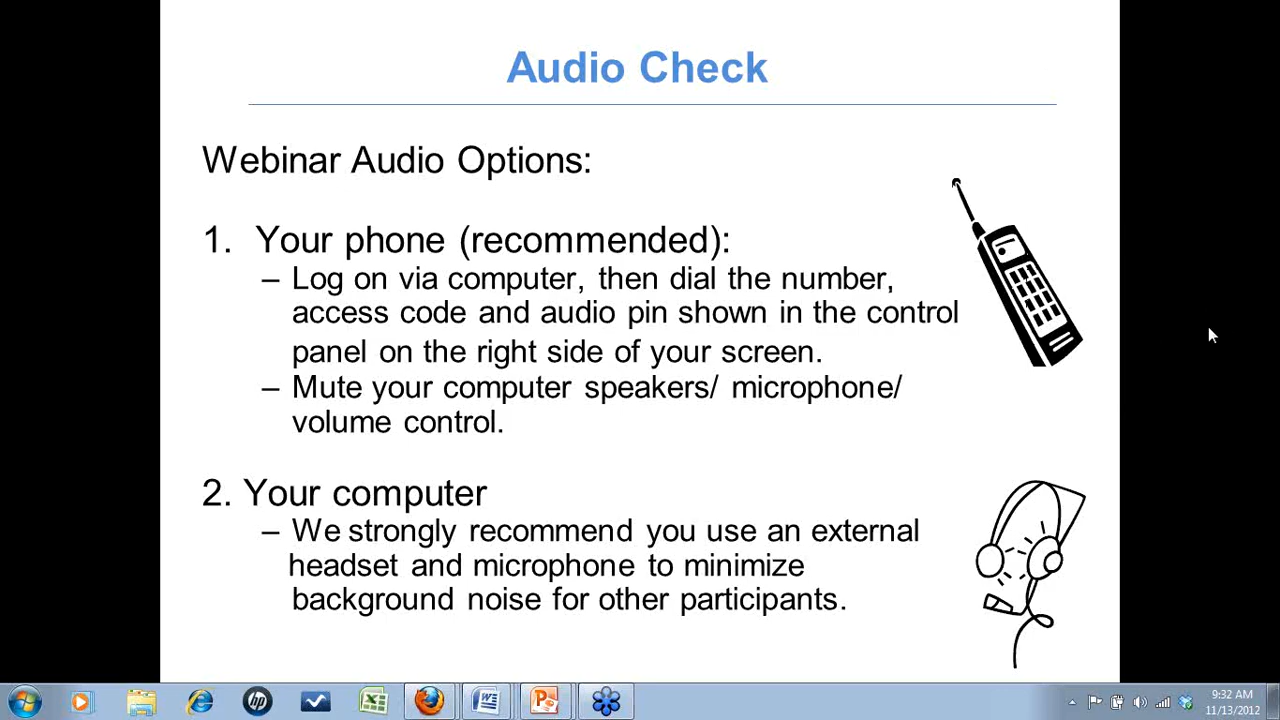 Audio Check
Webinar Audio Options:
1. Your phone (recommended):
– Log on via computer, then dial the number,
access code and audio pin shown in the control
panel on the right side of your screen.
– Mute your computer speakers/ microphone/
volume control.
2. Your computer
– We strongly recommend you use an external
headset and microphone to minimize
background noise for other participants.
9:32 AM
11/13/2012